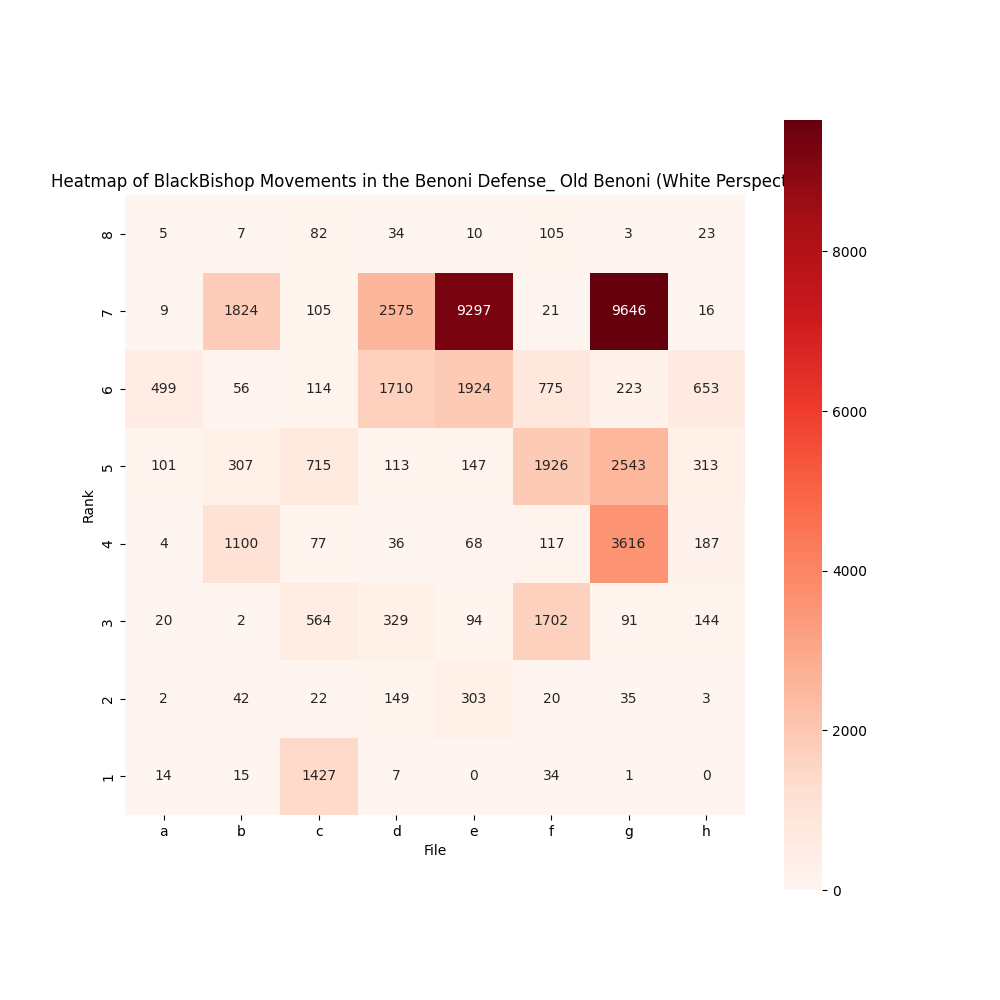 Heatmap of BlackBishop Movements in the Benoni Defense_ Old Benoni (White Perspect
8 5 7 82 34 10 105 3 23
7 9 1824 105 2575 9297 21 9646 16
6 499 56 114 1710 1924 775 223 653
5 101 307 715 113 147 1926 2543 313
4 4 1100 77 36 68 117 3616 187
3 20 2 564 329 94 1702 91 144
2 2 42 22 149 303 20 35 3
1 14 15 1427 7 0 34 1 0
Rank
a b c d e f g h
File
8000
6000
4000
2000
0